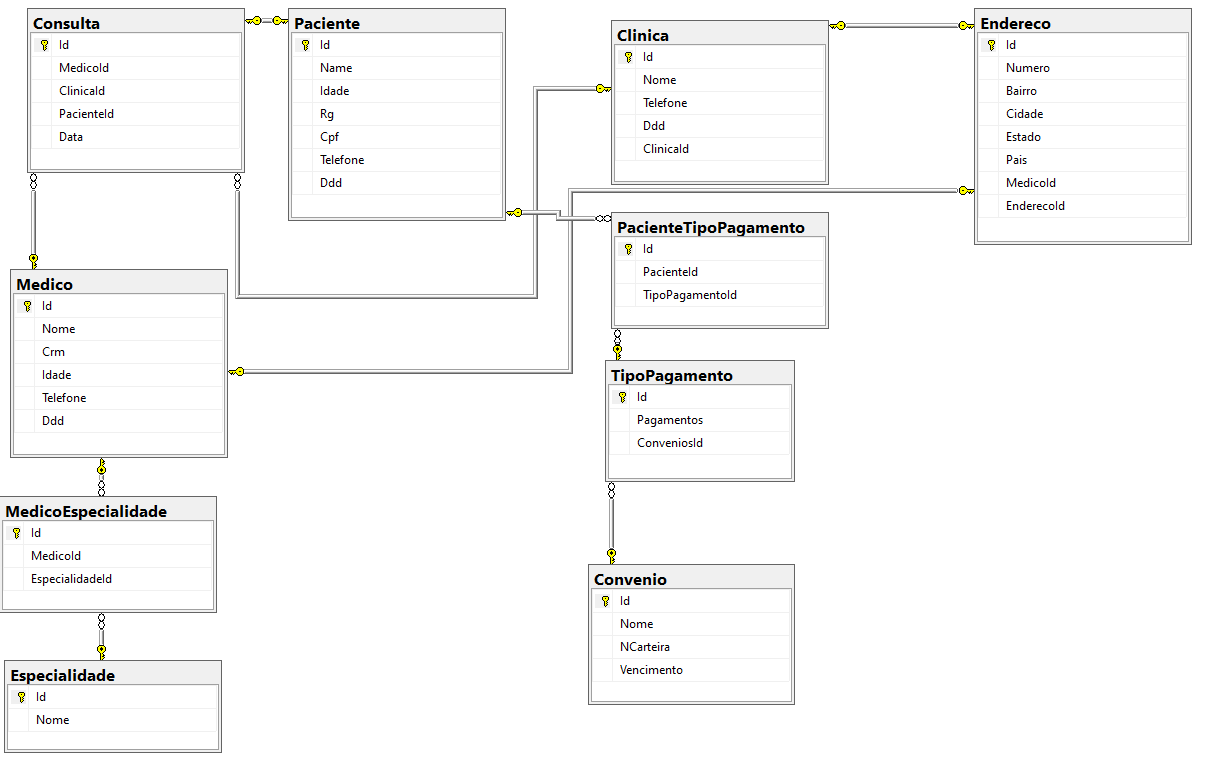 Consulta
Id
MedicoId
ClinicaId
PacienteId
Data
Paciente
Id
Name
Idade
Rg
Cpf
Telefone
Ddd
Clinica
Id
Nome
Telefone
Ddd
ClinicaId
Endereco
Id
Numero
Bairro
Cidade
Estado
Pais
MedicoId
EnderecoId
PacienteTipoPagamento
Id
PacienteId
TipoPagamentoId
Medico
Id
Nome
Crm
Idade
Telefone
Ddd
TipoPagamento
Id
Pagamentos
ConveniosId
MedicoEspecialidade
Id
MedicoId
EspecialidadeId
Convenio
Id
Nome
NCarteira
Vencimento
Especialidade
Id
Nome